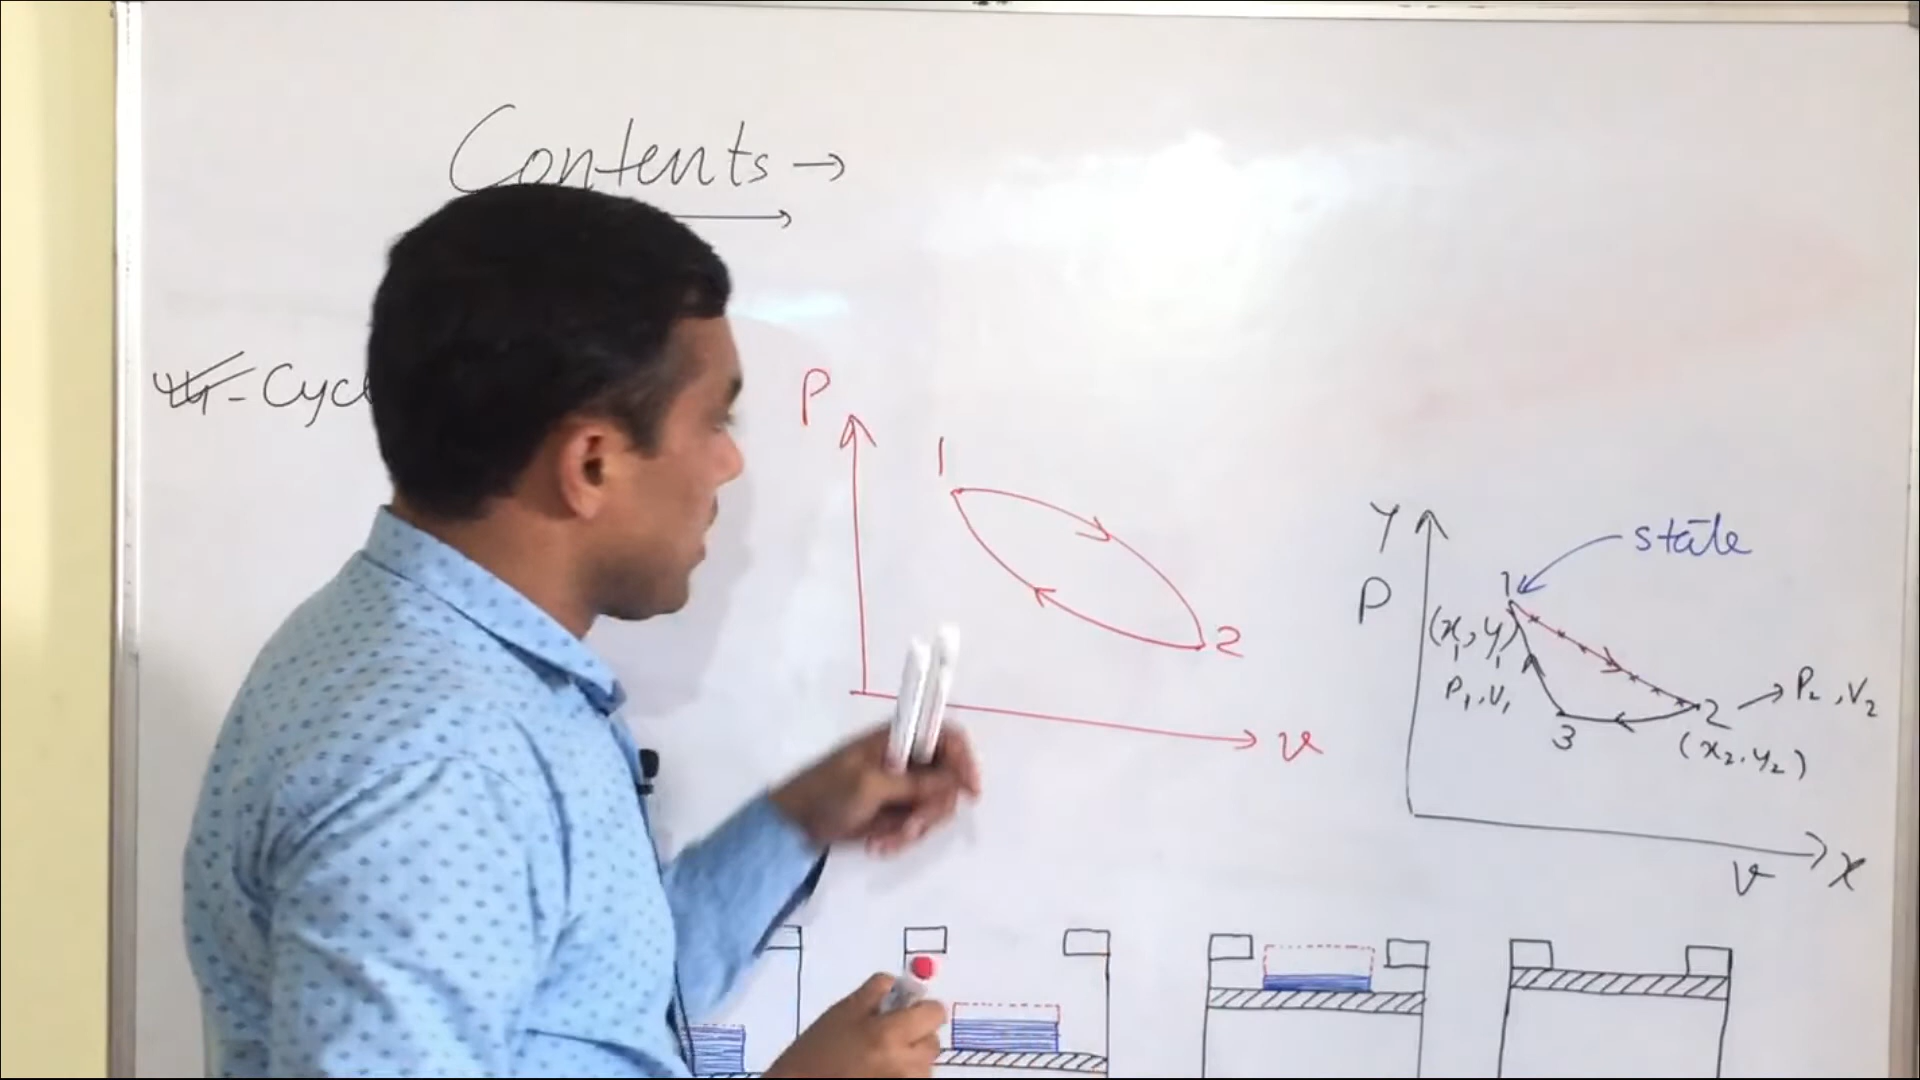 Contents →
Cycl
P
1
2
v
Y
state
P
1
(x₁, y₁)
P₁, v₁
2 → P₂, v₂
3
(x₂, y₂)
v
X